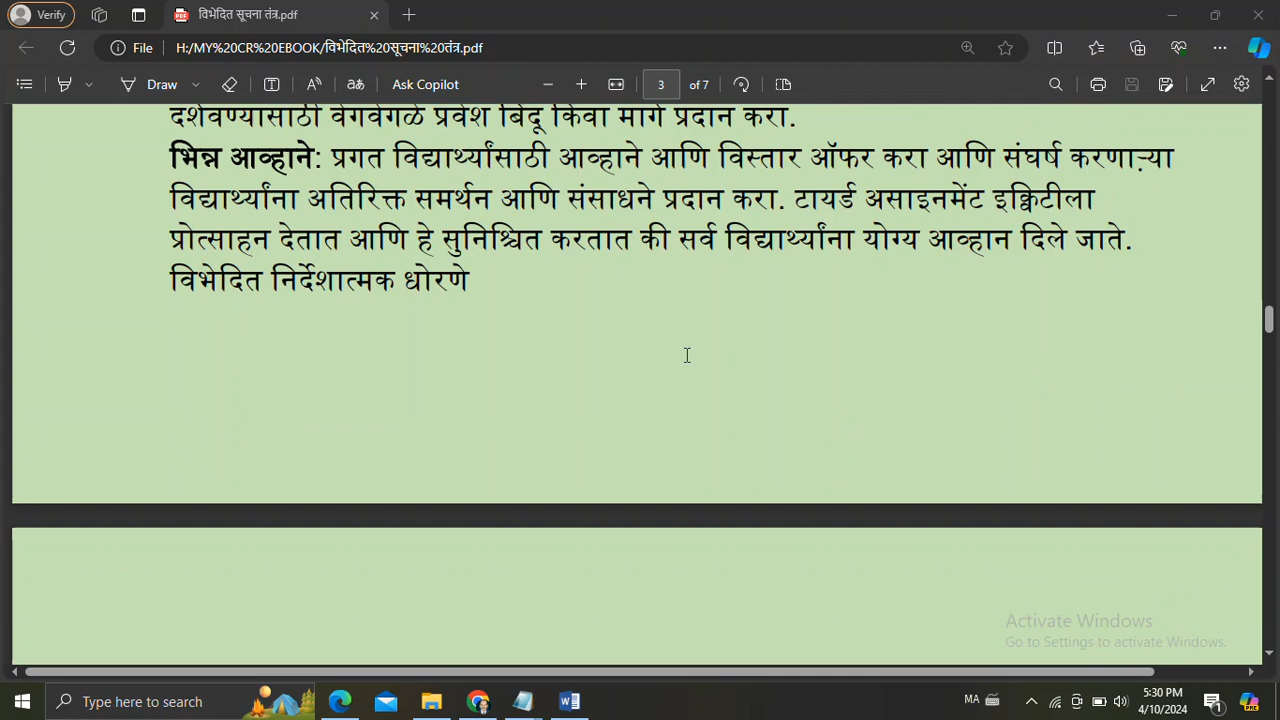 Verify
विभेदित सूचना तंत्र.pdf
File
H:/MY%20CR%20EBOOK/विभेदित%20सूचना%20तंत्र.pdf
Draw
Ask Copilot
3 of 7
दर्शवण्यासाठी वेगवेगळे प्रवेश बिंदू किंवा मार्ग प्रदान करा.
भिन्न आव्हाने: प्रगत विद्यार्थ्यांसाठी आव्हाने आणि विस्तार ऑफर करा आणि संघर्ष करणाऱ्या
विद्यार्थ्यांना अतिरिक्त समर्थन आणि संसाधने प्रदान करा. टायर्ड असाइनमेंट इक्विटीला
प्रोत्साहन देतात आणि हे सुनिश्चित करतात की सर्व विद्यार्थ्यांना योग्य आव्हान दिले जाते.
विभेदित निर्देशात्मक धोरणे
Activate Windows
Go to Settings to activate Windows.
Type here to search
MA
5:30 PM
4/10/2024
1